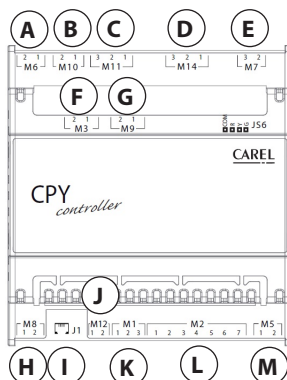 A B C D E
2 1 2 1 3 2 1 3 2 1 3 2 1
M6 M10 M11 M14 M7
F G
2 1 2 1
M3 M9
COM R Y G J56
CAREL
CPY
controller
J
M8 J1 M12 M1 M2 M5
1 2 1 2 1 2 3 1 2 3 4 5 6 7 1 2
H I K L M